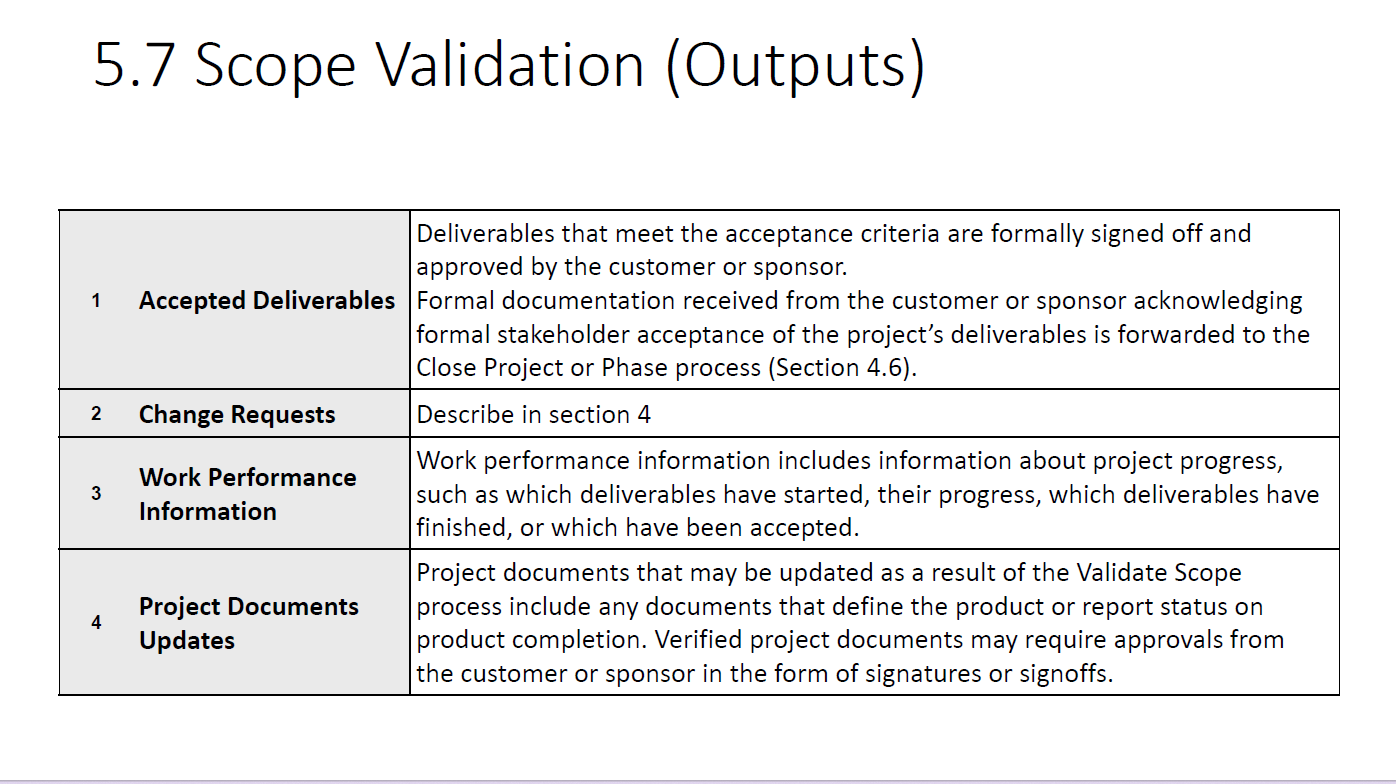 5.7 Scope Validation (Outputs)
1 Accepted Deliverables
Deliverables that meet the acceptance criteria are formally signed off and
approved by the customer or sponsor.
Formal documentation received from the customer or sponsor acknowledging
formal stakeholder acceptance of the project’s deliverables is forwarded to the
Close Project or Phase process (Section 4.6).
2 Change Requests
Describe in section 4
3 Work Performance
Information
Work performance information includes information about project progress,
such as which deliverables have started, their progress, which deliverables have
finished, or which have been accepted.
4 Project Documents
Updates
Project documents that may be updated as a result of the Validate Scope
process include any documents that define the product or report status on
product completion. Verified project documents may require approvals from
the customer or sponsor in the form of signatures or signoffs.